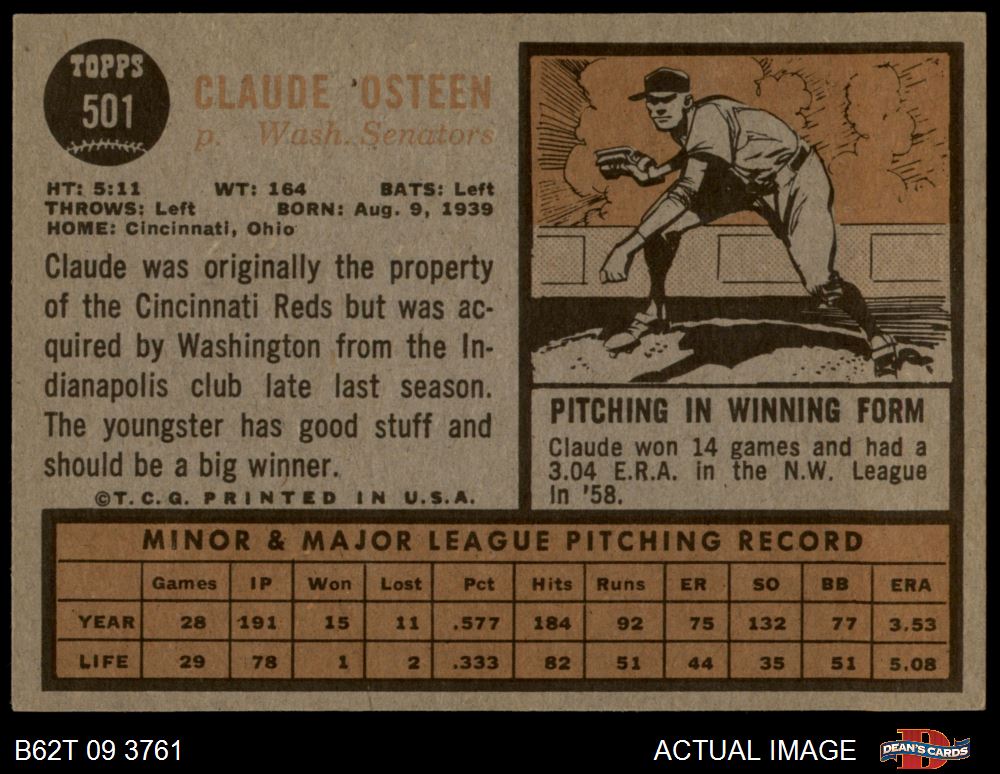 TOPPS
501
CLAUDE OSTEEN
p. Wash. Senators
HT: 5:11 WT: 164 BATS: Left
THROWS: Left BORN: Aug. 9, 1939
HOME: Cincinnati, Ohio
Claude was originally the property
of the Cincinnati Reds but was ac-
quired by Washington from the In-
dianapolis club late last season.
The youngster has good stuff and
should be a big winner.
©T.C.G. PRINTED IN U.S.A.
PITCHING IN WINNING FORM
Claude won 14 games and had a
3.04 E.R.A. in the N.W. League
In '58.
MINOR & MAJOR LEAGUE PITCHING RECORD
Games IP Won Lost Pct Hits Runs ER SO BB ERA
YEAR 28 191 15 11 .577 184 92 75 132 77 3.53
LIFE 29 78 1 2 .333 82 51 44 35 51 5.08
B62T 09 3761 ACTUAL IMAGE DEAN'S CARDS